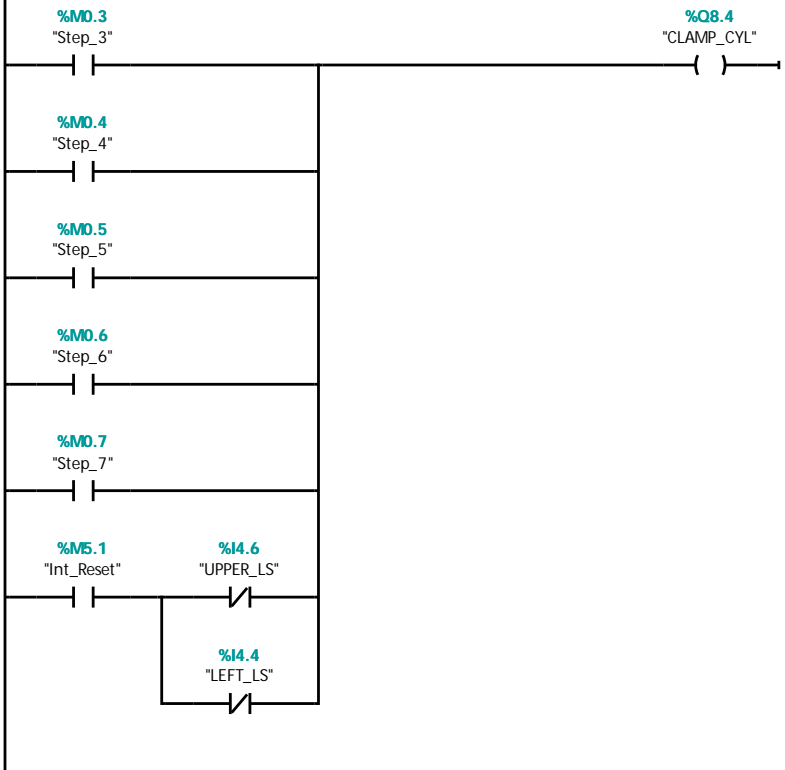 %M0.3
"Step_3"
%Q8.4
"CLAMP_CYL"
%M0.4
"Step_4"
%M0.5
"Step_5"
%M0.6
"Step_6"
%M0.7
"Step_7"
%M5.1
"Int_Reset"
%I4.6
"UPPER_LS"
%I4.4
"LEFT_LS"